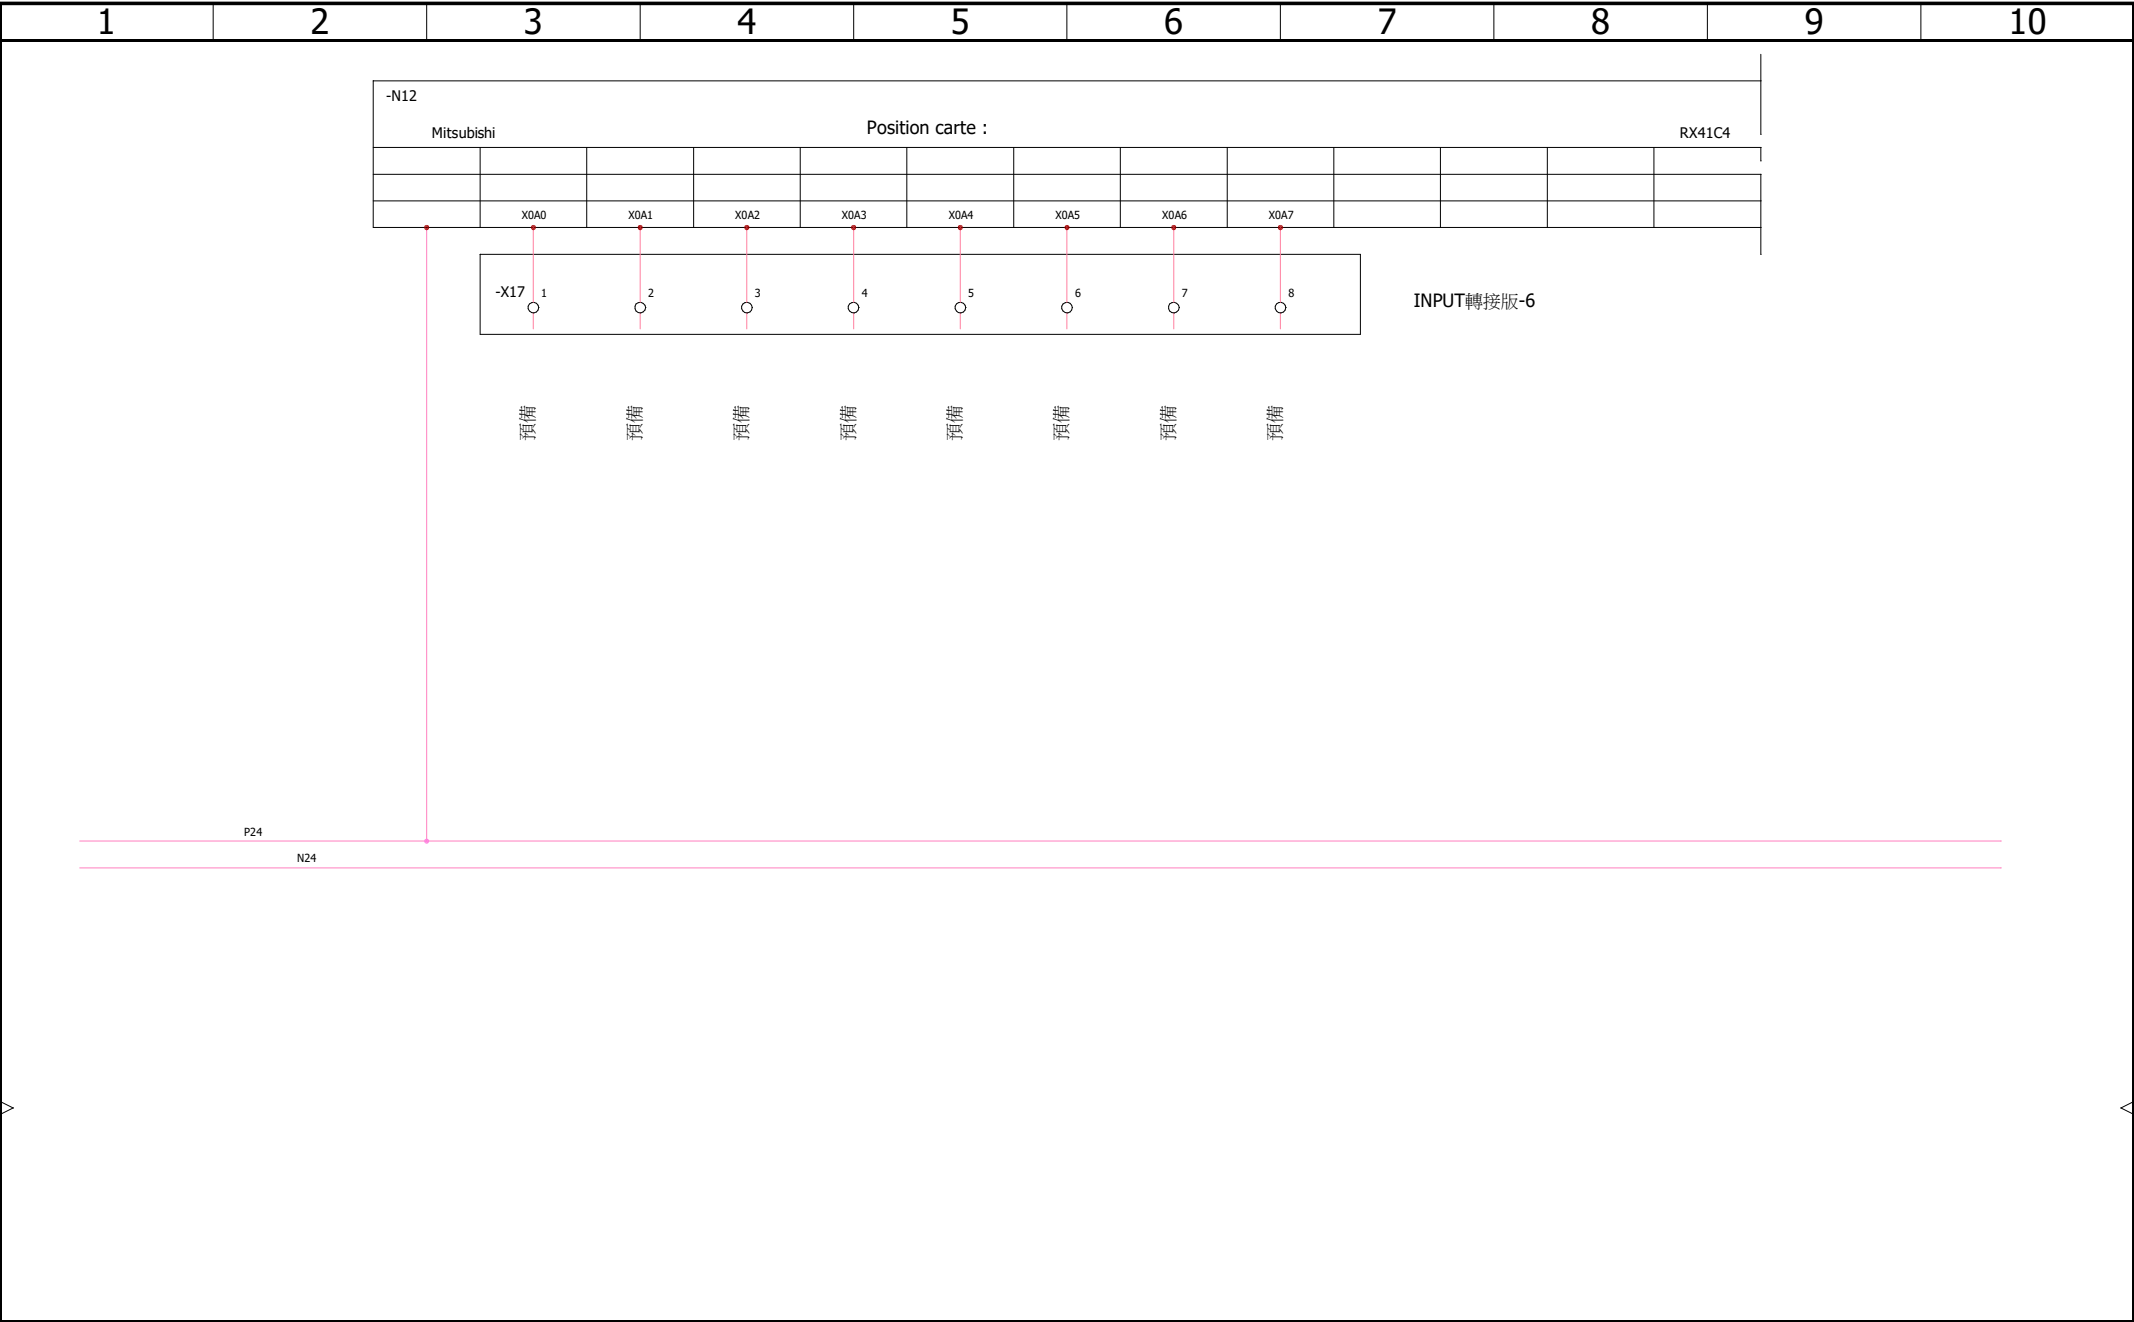 1 2 3 4 5 6 7 8 9 10
-N12
Mitsubishi Position carte : RX41C4
X0A0 X0A1 X0A2 X0A3 X0A4 X0A5 X0A6 X0A7
-X17 1 2 3 4 5 6 7 8 INPUT轉接版-6
預備 預備 預備 預備 預備 預備 預備 預備
P24
N24